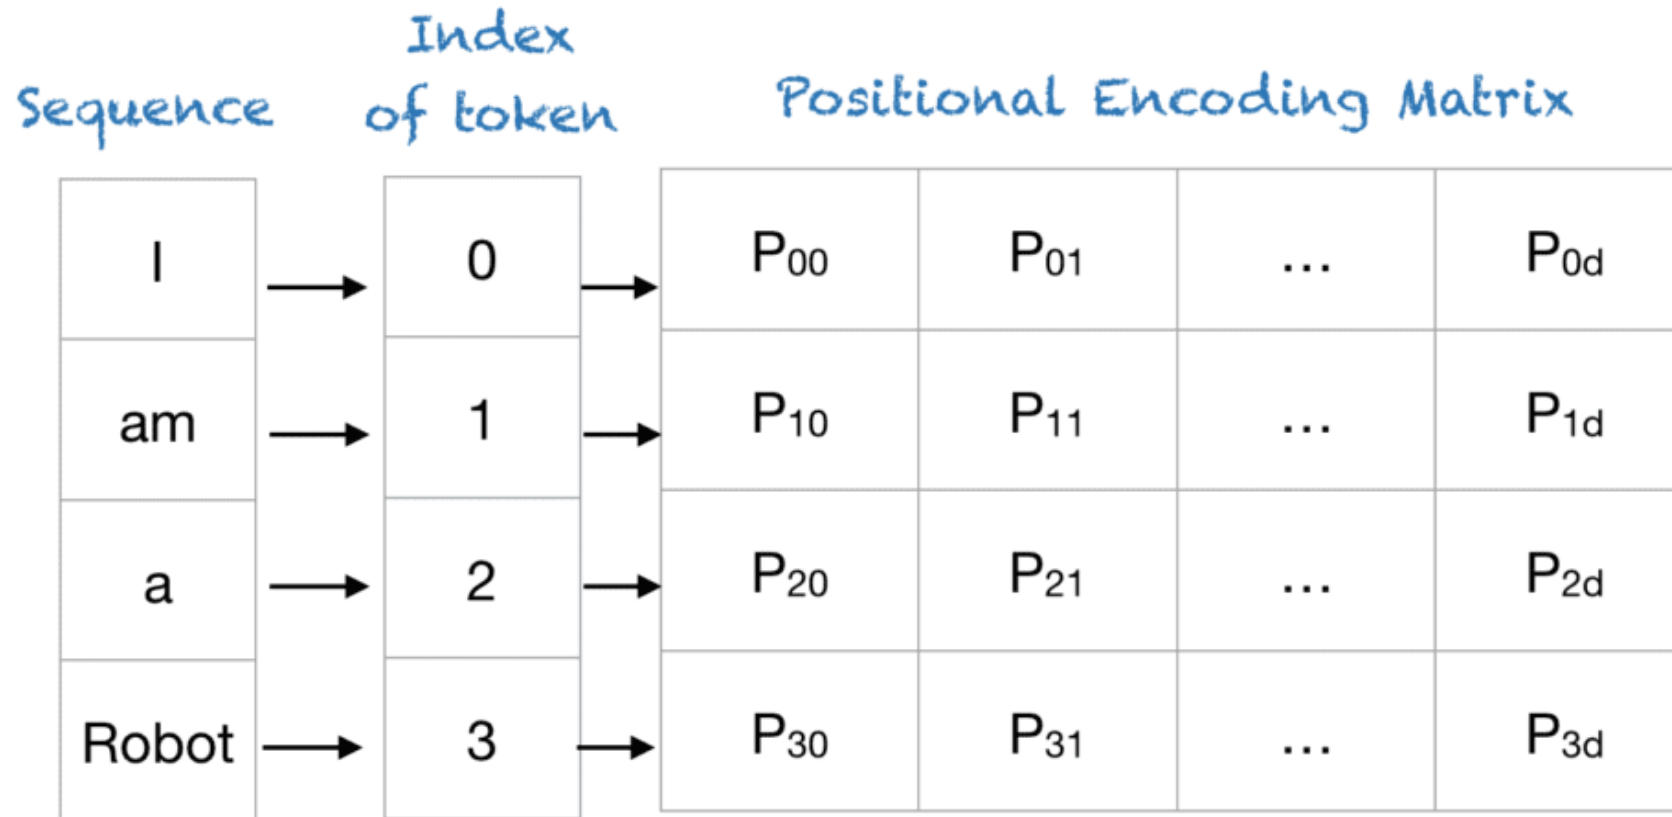 Index
Sequence of token Positional Encoding Matrix
I 0 P00 P01 ... P0d
am 1 P10 P11 ... P1d
a 2 P20 P21 ... P2d
Robot 3 P30 P31 ... P3d